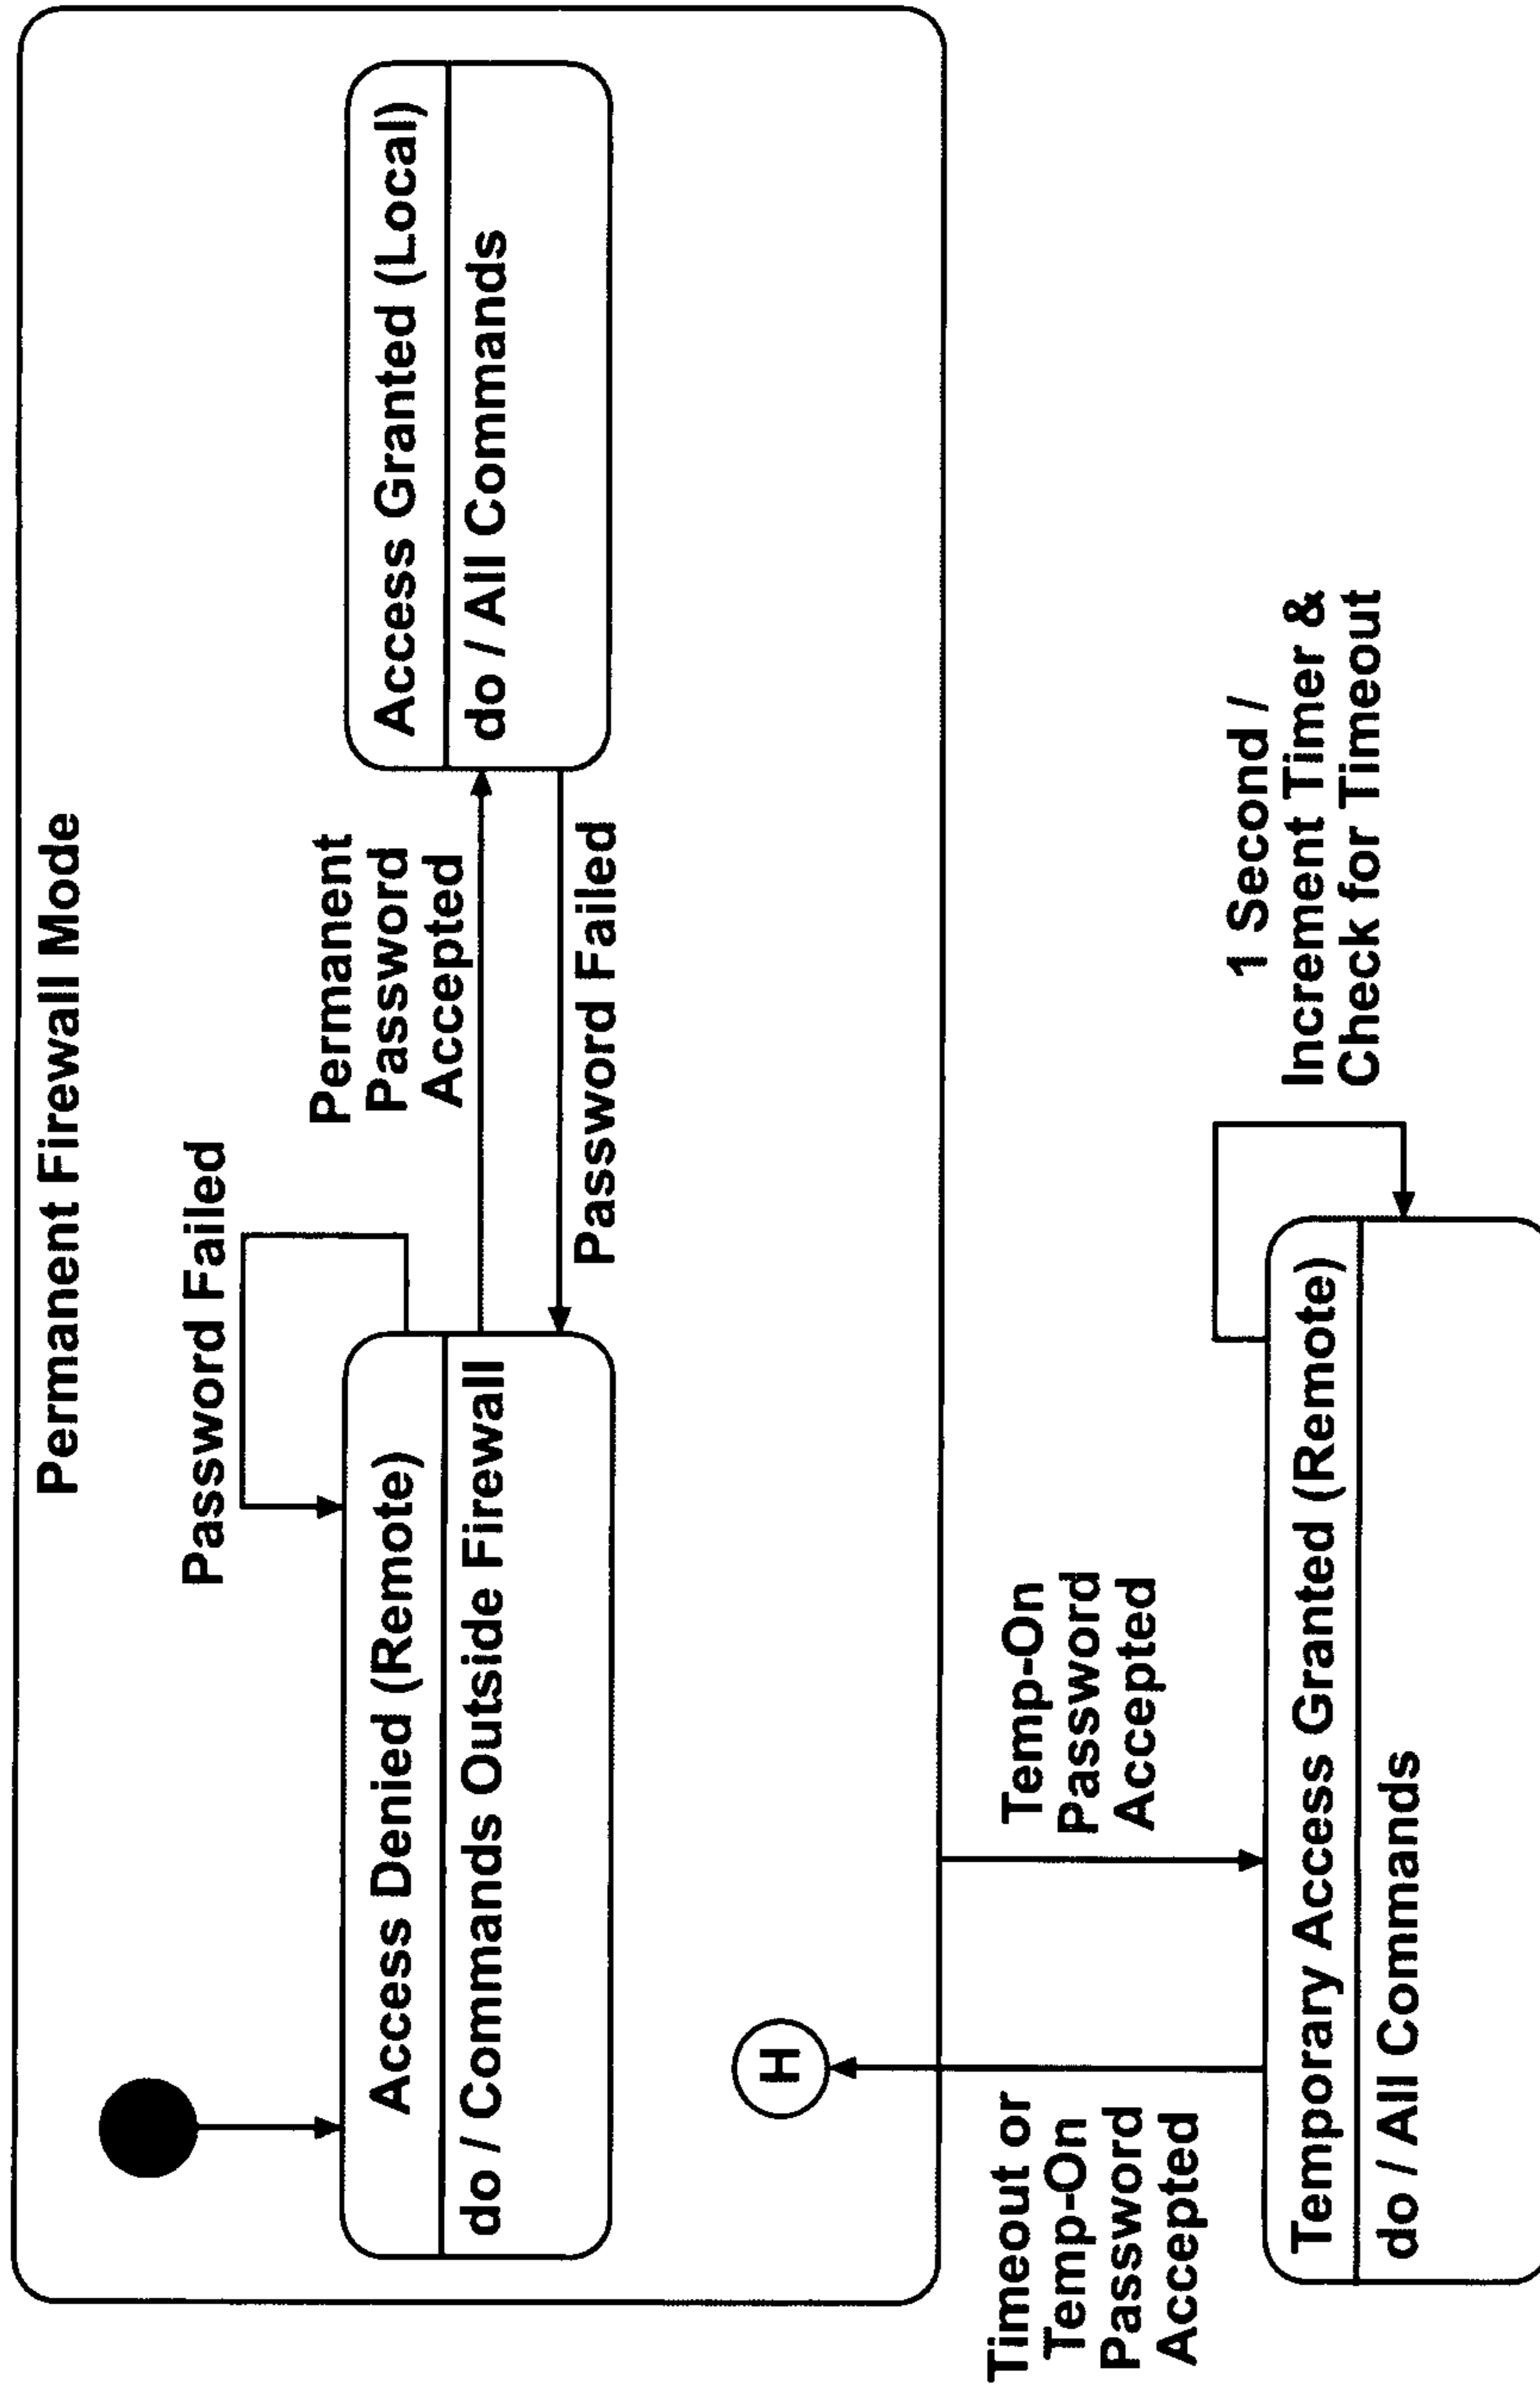 Permanent Firewall Mode
Password Failed
Access Denied (Remote)
do / Commands Outside Firewall
Permanent
Password
Accepted
Password Failed
Access Granted (Local)
do / All Commands
H
Timeout or
Temp-On
Password
Accepted
Temp-On
Password
Accepted
1 Second /
Increment Timer &
Check for Timeout
Temporary Access Granted (Remote)
do / All Commands